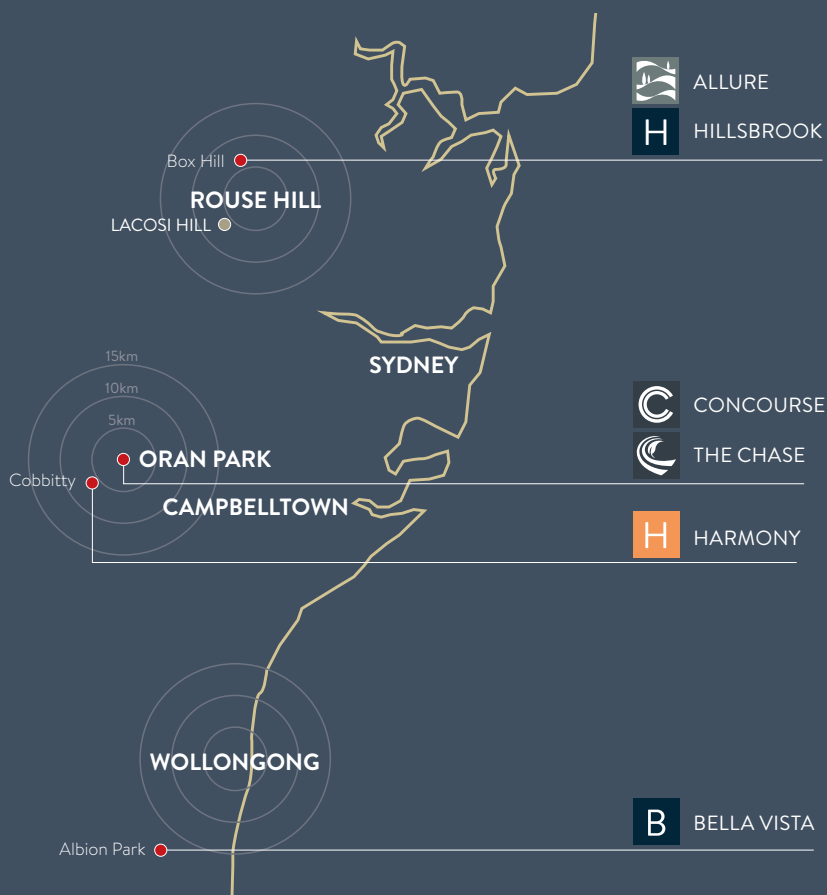 ALLURE
H HILLSBROOK
Box Hill
ROUSE HILL
LACOSI HILL
SYDNEY
15km
10km
5km
C CONCOURSE
ORAN PARK
THE CHASE
Cobbitty
CAMPBELLTOWN
H HARMONY
WOLLONGONG
B BELLA VISTA
Albion Park